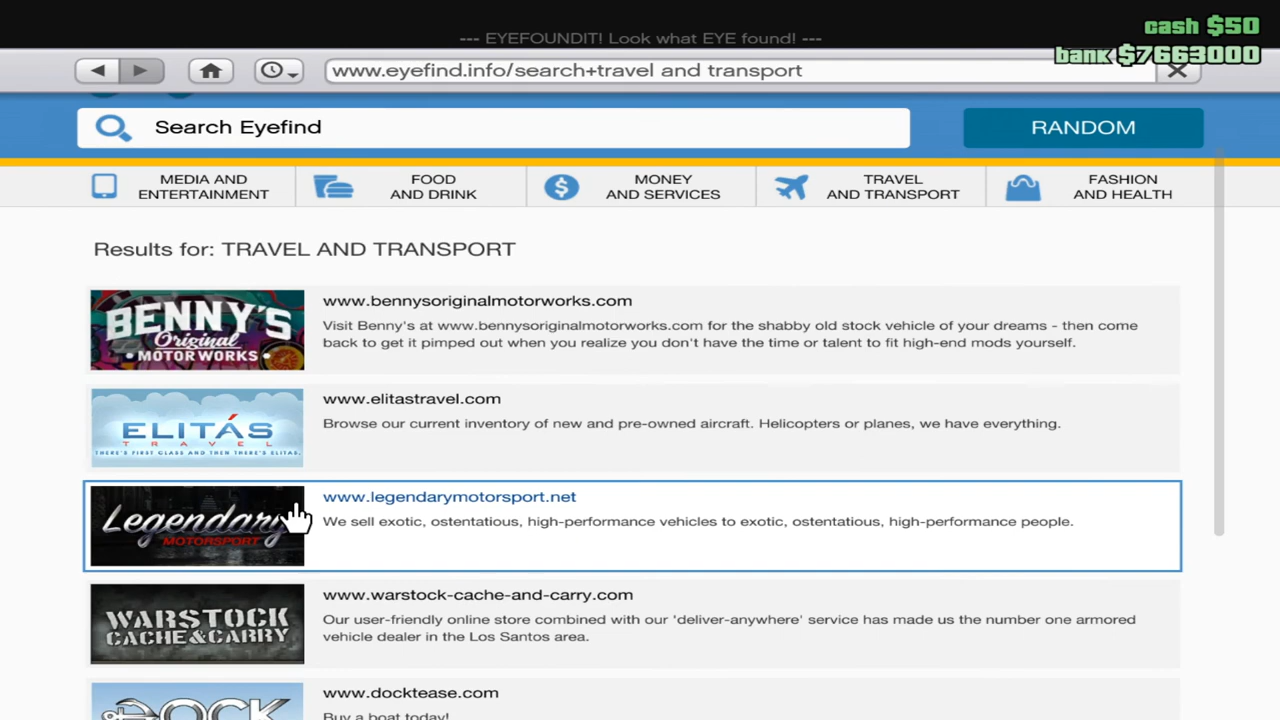 cash $50
--- EYEFOUNDIT! Look what EYE found! ---
bank $7663000
www.eyefind.info/search+travel and transport
Search Eyefind
RANDOM
MEDIA AND
ENTERTAINMENT
FOOD
AND DRINK
MONEY
AND SERVICES
TRAVEL
AND TRANSPORT
FASHION
AND HEALTH
Results for: TRAVEL AND TRANSPORT
BENNY'S
Original
• MOTOR WORKS •
www.bennysoriginalmotorworks.com
Visit Benny's at www.bennysoriginalmotorworks.com for the shabby old stock vehicle of your dreams - then come
back to get it pimped out when you realize you don't have the time or talent to fit high-end mods yourself.
ELITÁS
TRAVEL
THERE'S FIRST CLASS AND THEN THERE'S ELITAS.
www.elitastravel.com
Browse our current inventory of new and pre-owned aircraft. Helicopters or planes, we have everything.
Legendary
MOTORSPORT
www.legendarymotorsport.net
We sell exotic, ostentatious, high-performance vehicles to exotic, ostentatious, high-performance people.
WARSTOCK
CACHE&CARRY
www.warstock-cache-and-carry.com
Our user-friendly online store combined with our 'deliver-anywhere' service has made us the number one armored
vehicle dealer in the Los Santos area.
DOCK
www.docktease.com
Buy a boat today!